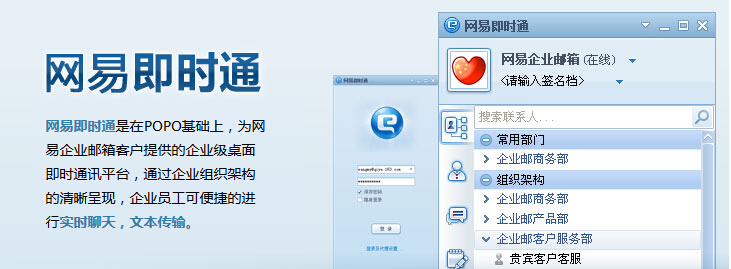 网易即时通
网易即时通是在POPO基础上，为网
易企业邮箱客户提供的企业级桌面
即时通讯平台，通过企业组织架构
的清晰呈现，企业员工可便捷的进
行实时聊天，文本传输。
网易即时通
保存密码
隐身登录
登 录
网易即时通
网易企业邮箱 (在线)
<请输入签名档>
搜索联系人...
常用部门
企业邮商务部
组织架构
企业邮商务部
企业邮产品部
企业邮客户服务部
贵宾客户客服